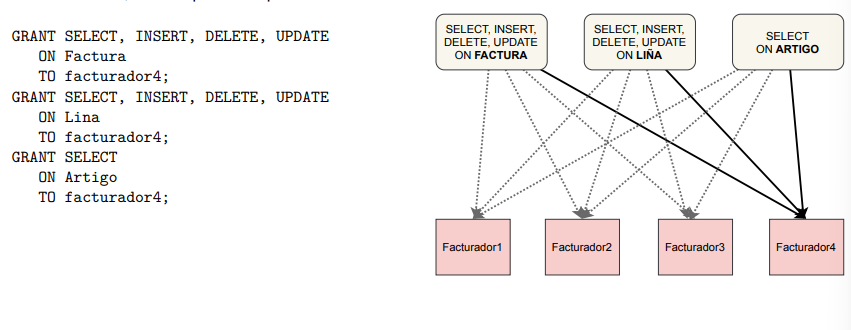 GRANT SELECT, INSERT, DELETE, UPDATE
ON Factura
TO facturador4;
GRANT SELECT, INSERT, DELETE, UPDATE
ON Lina
TO facturador4;
GRANT SELECT
ON Artigo
TO facturador4;
SELECT, INSERT,
DELETE, UPDATE
ON FACTURA
SELECT, INSERT,
DELETE, UPDATE
ON LIÑA
SELECT
ON ARTIGO
Facturador1
Facturador2
Facturador3
Facturador4